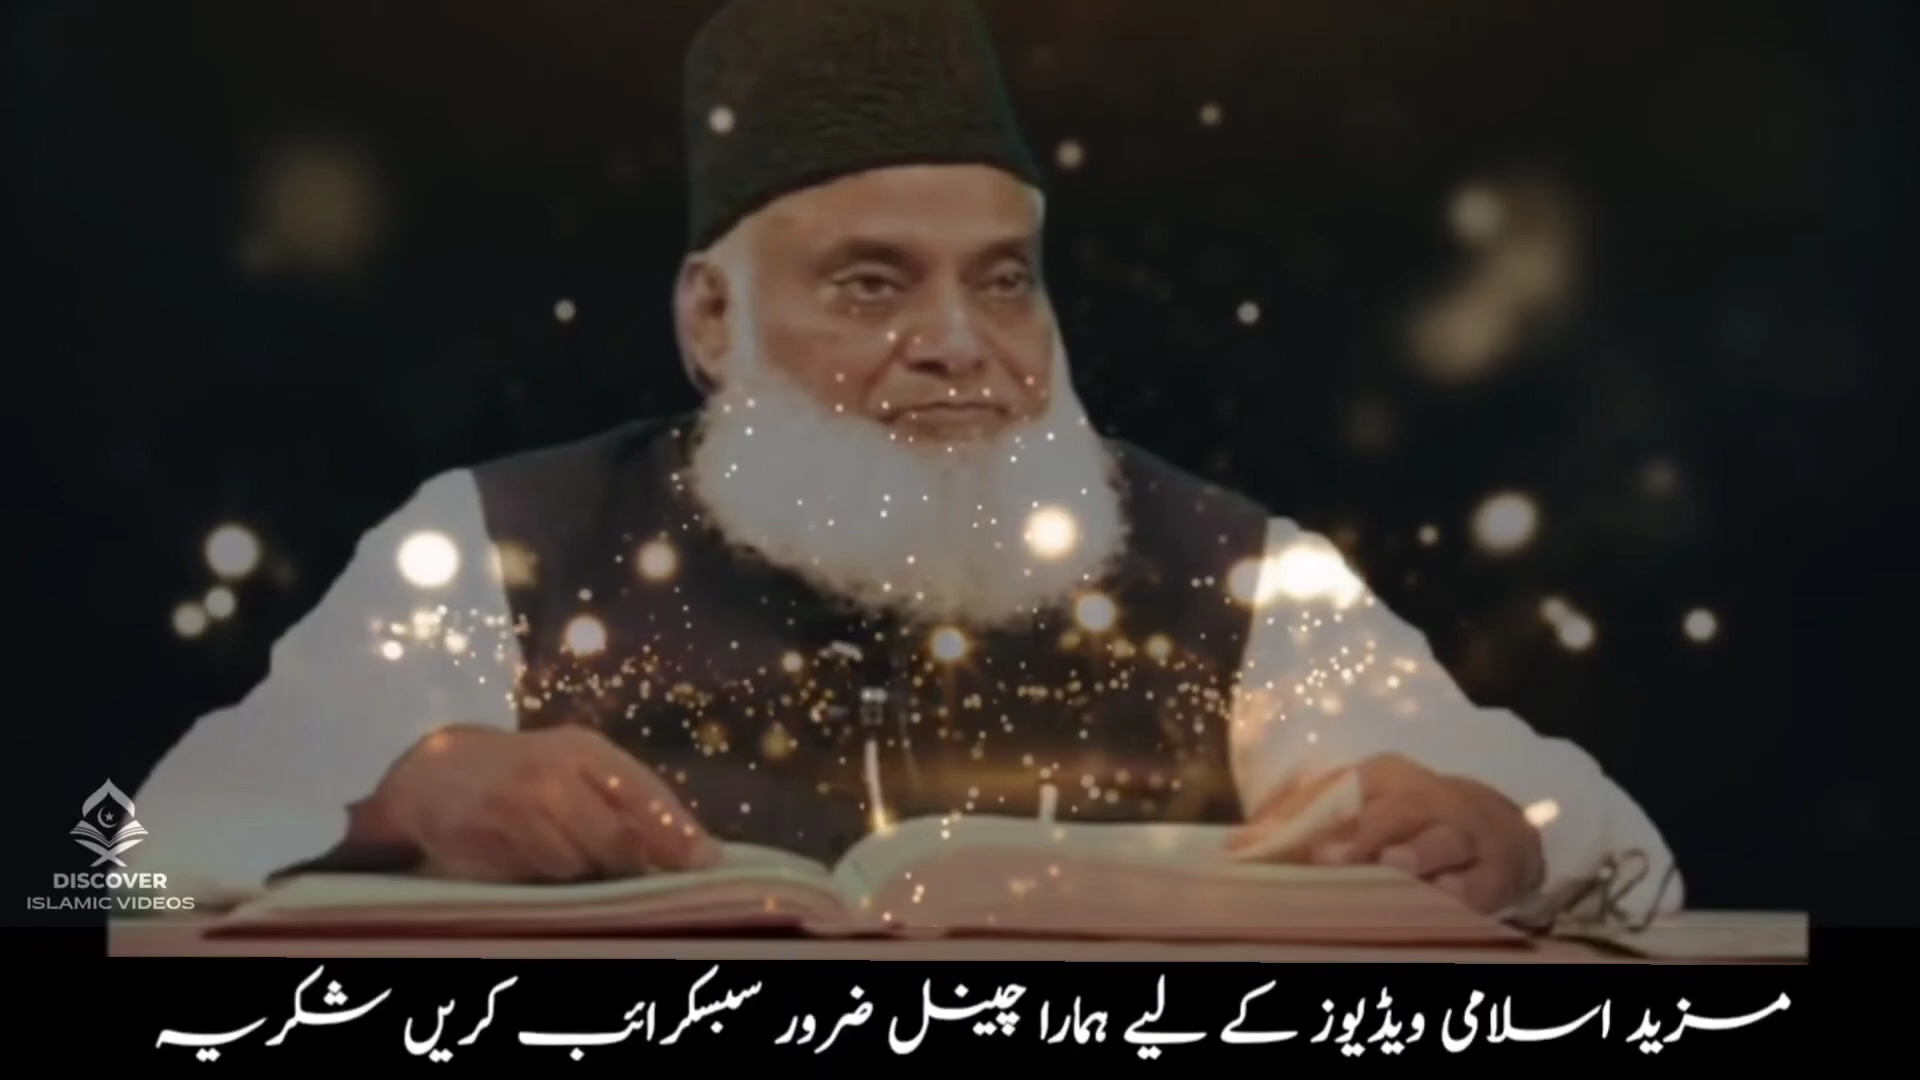 DISCOVER
ISLAMIC VIDEOS
مزید اسلامی ویڈیوز کے لیے ہمارا چینل ضرور سبسکرائب کریں شکریہ